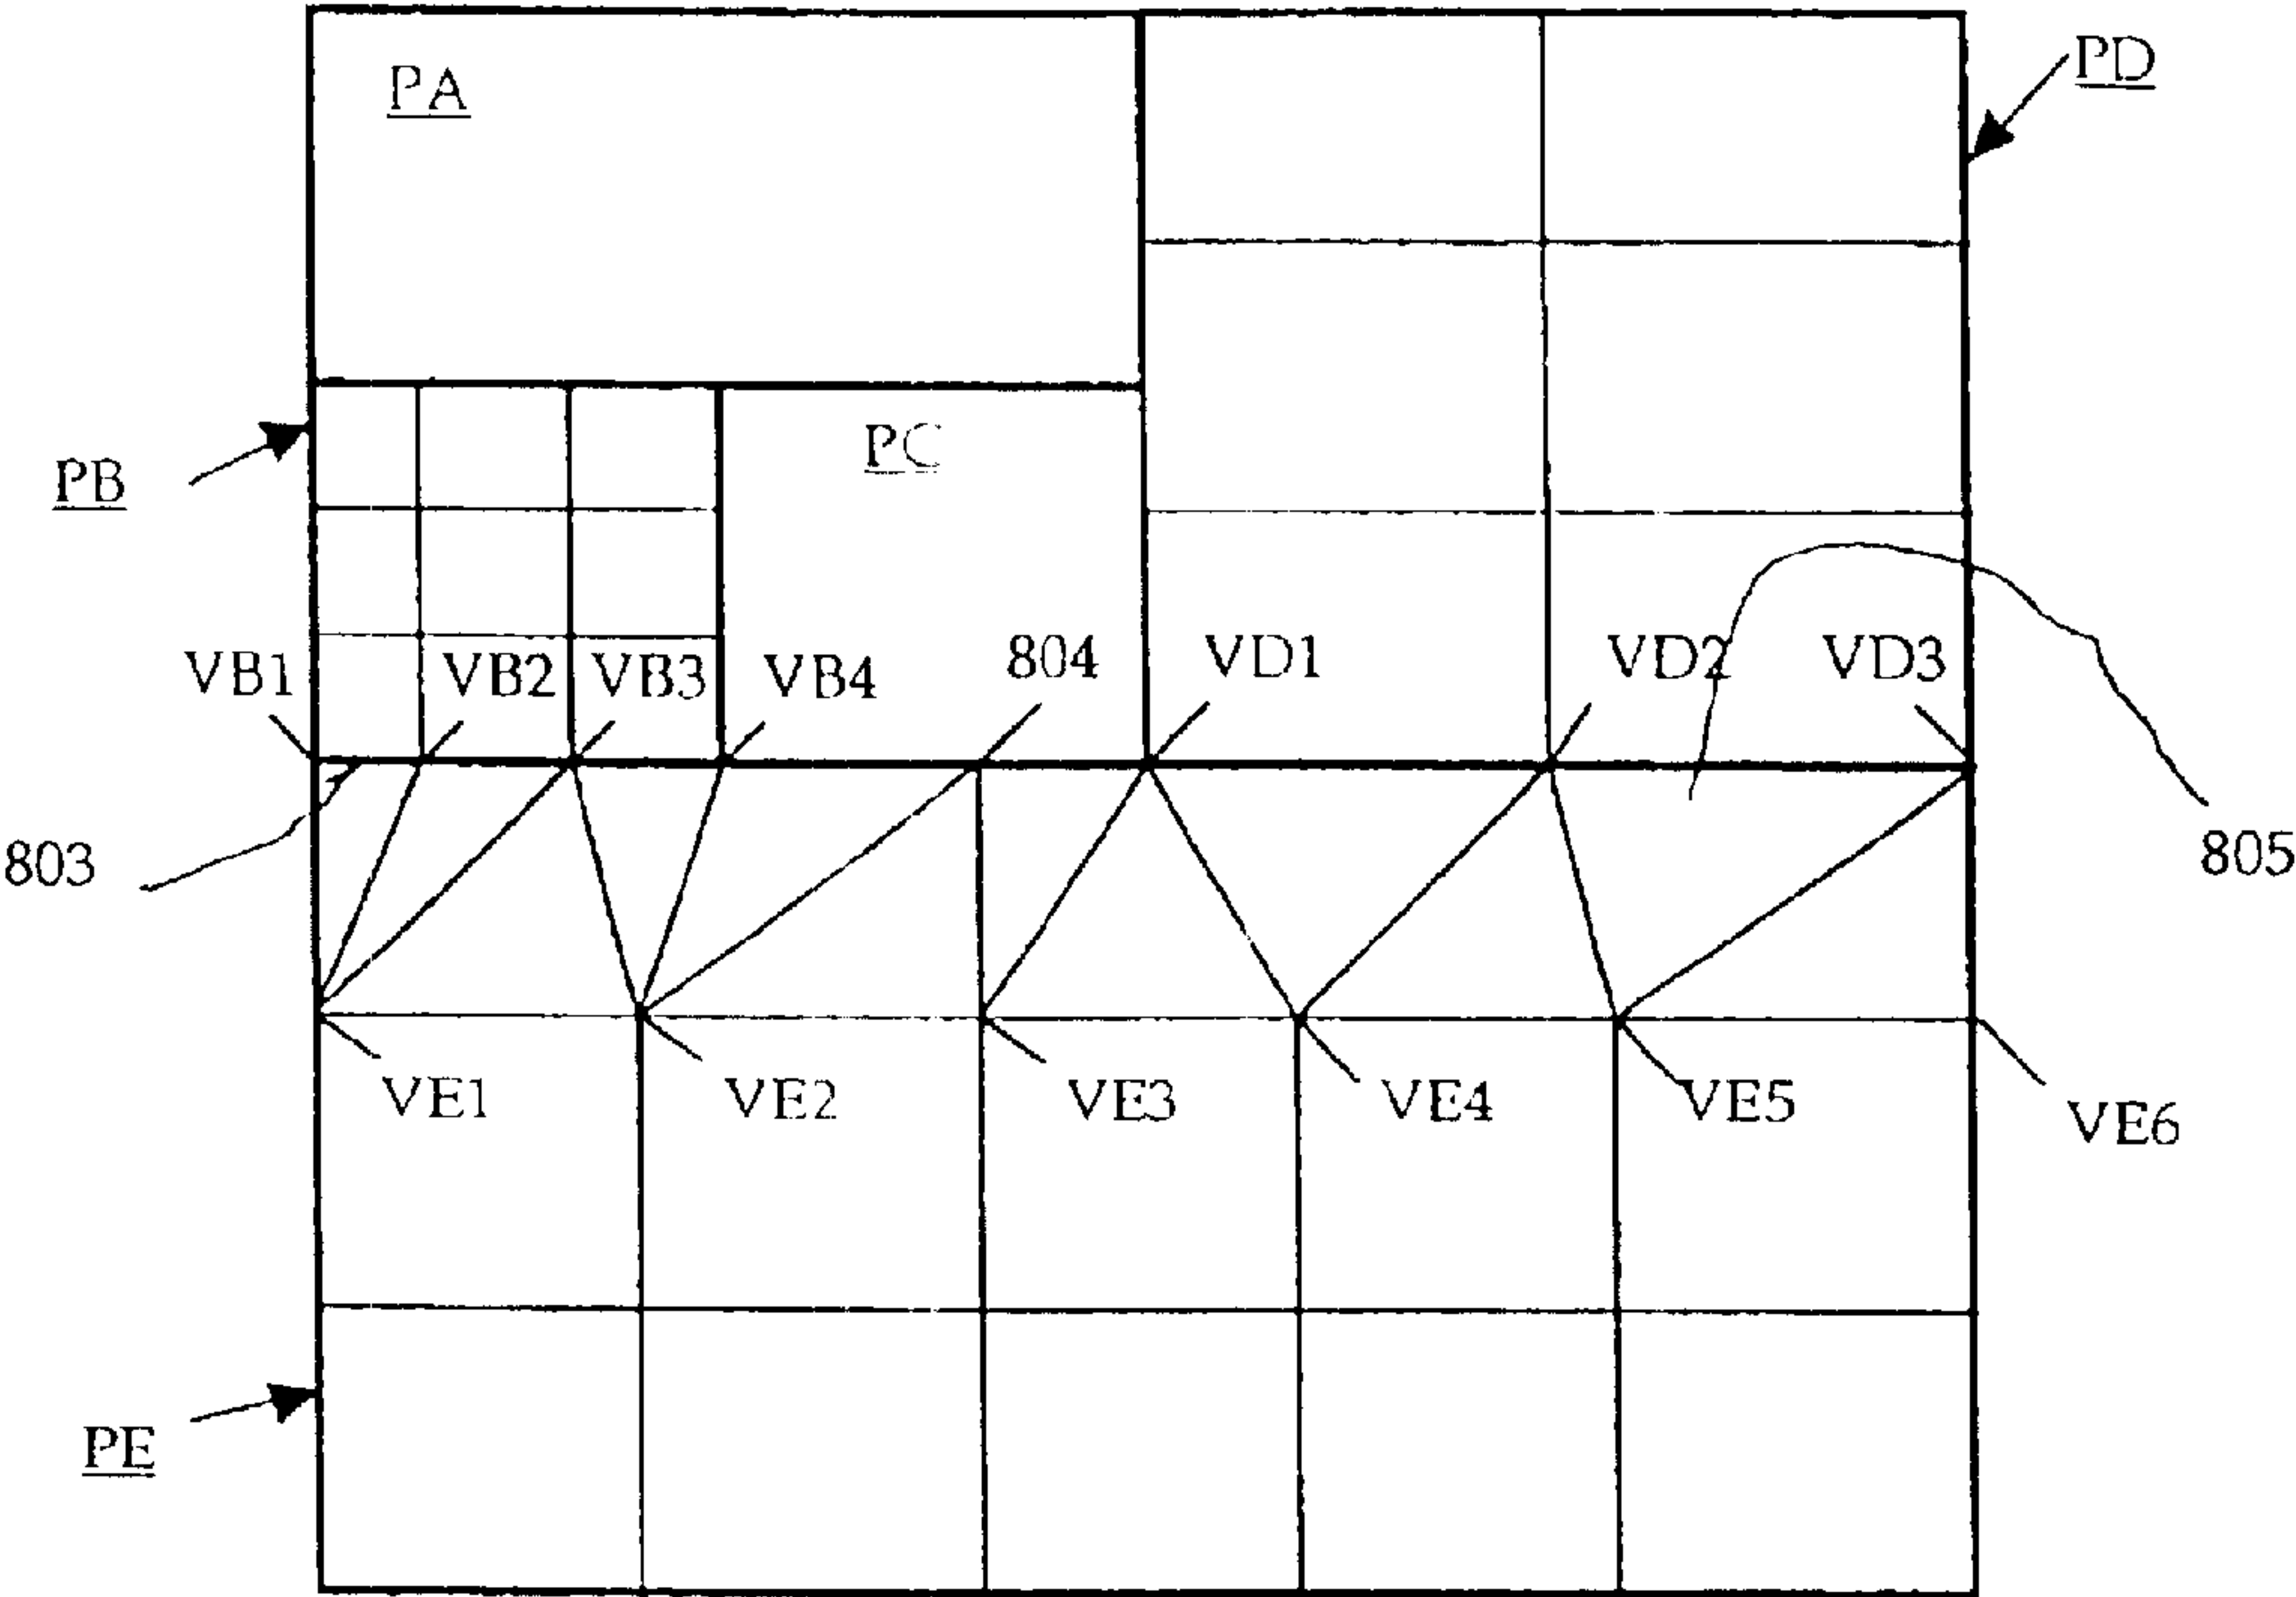 PD
PA
PC
PB
804
VD1
VD2
VD3
VB1
VB2
VB3
VB4
803
805
VE1
VE2
VE3
VE4
VE5
VE6
PE